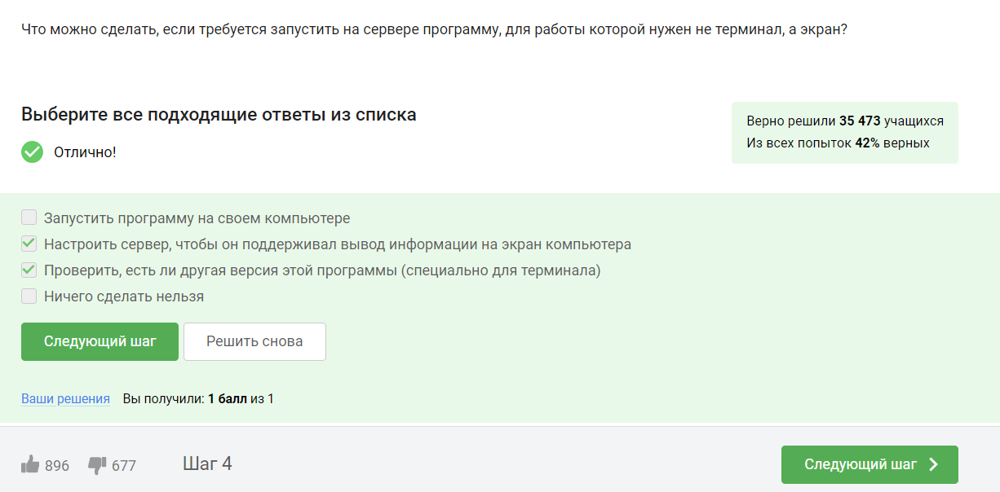 Что можно сделать, если требуется запустить на сервере программу, для работы которой нужен не терминал, а экран?
Выберите все подходящие ответы из списка
Отлично!
Верно решили 35 473 учащихся
Из всех попыток 42% верных
Запустить программу на своем компьютере
Настроить сервер, чтобы он поддерживал вывод информации на экран компьютера
Проверить, есть ли другая версия этой программы (специально для терминала)
Ничего сделать нельзя
Следующий шаг
Решить снова
Ваши решения Вы получили: 1 балл из 1
896 677 Шаг 4
Следующий шаг